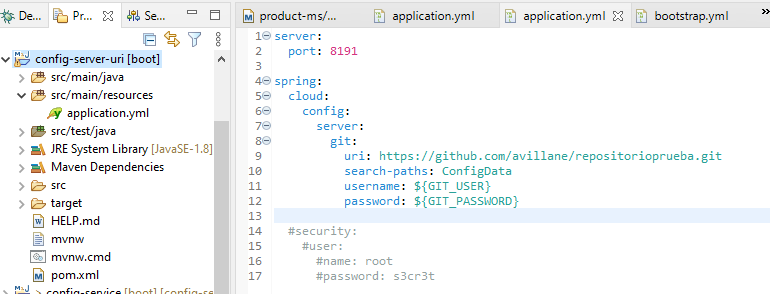 De...
Pr...
Se...
config-server-uri [boot]
src/main/java
src/main/resources
application.yml
src/test/java
JRE System Library [JavaSE-1.8]
Maven Dependencies
src
target
HELP.md
mvnw
mvnw.cmd
pom.xml
config-service [boot] [config-se
product-ms/...
application.yml
application.yml
bootstrap.yml
1 server:
2   port: 8191
3
4 spring:
5   cloud:
6     config:
7       server:
8         git:
9           uri: https://github.com/avillane/repositorioprueba.git
10           search-paths: ConfigData
11           username: ${GIT_USER}
12           password: ${GIT_PASSWORD}
13
14   #security:
15     #user:
16       #name: root
17       #password: s3cr3t